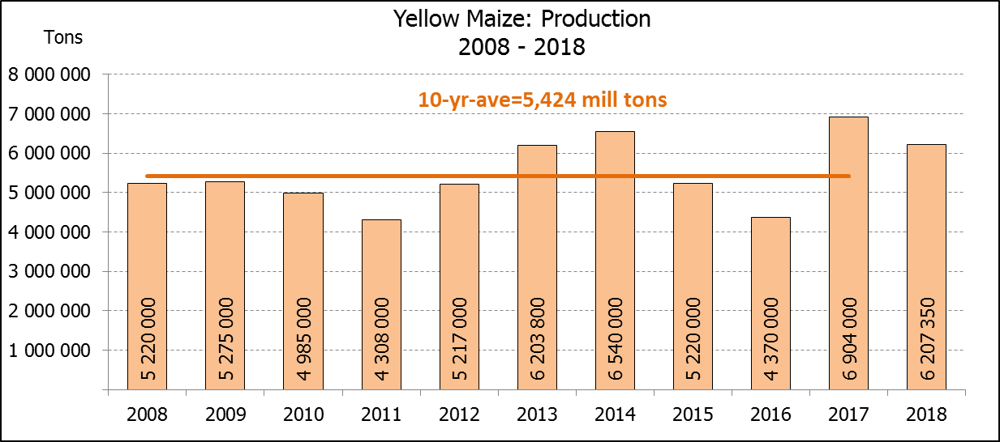 Yellow Maize: Production
2008 - 2018
Tons
8 000 000
7 000 000
6 000 000
5 000 000
4 000 000
3 000 000
2 000 000
1 000 000
10-yr-ave=5,424 mill tons
5 220 000
5 275 000
4 985 000
4 308 000
5 217 000
6 203 800
6 540 000
5 220 000
4 370 000
6 904 000
6 207 350
2008 2009 2010 2011 2012 2013 2014 2015 2016 2017 2018